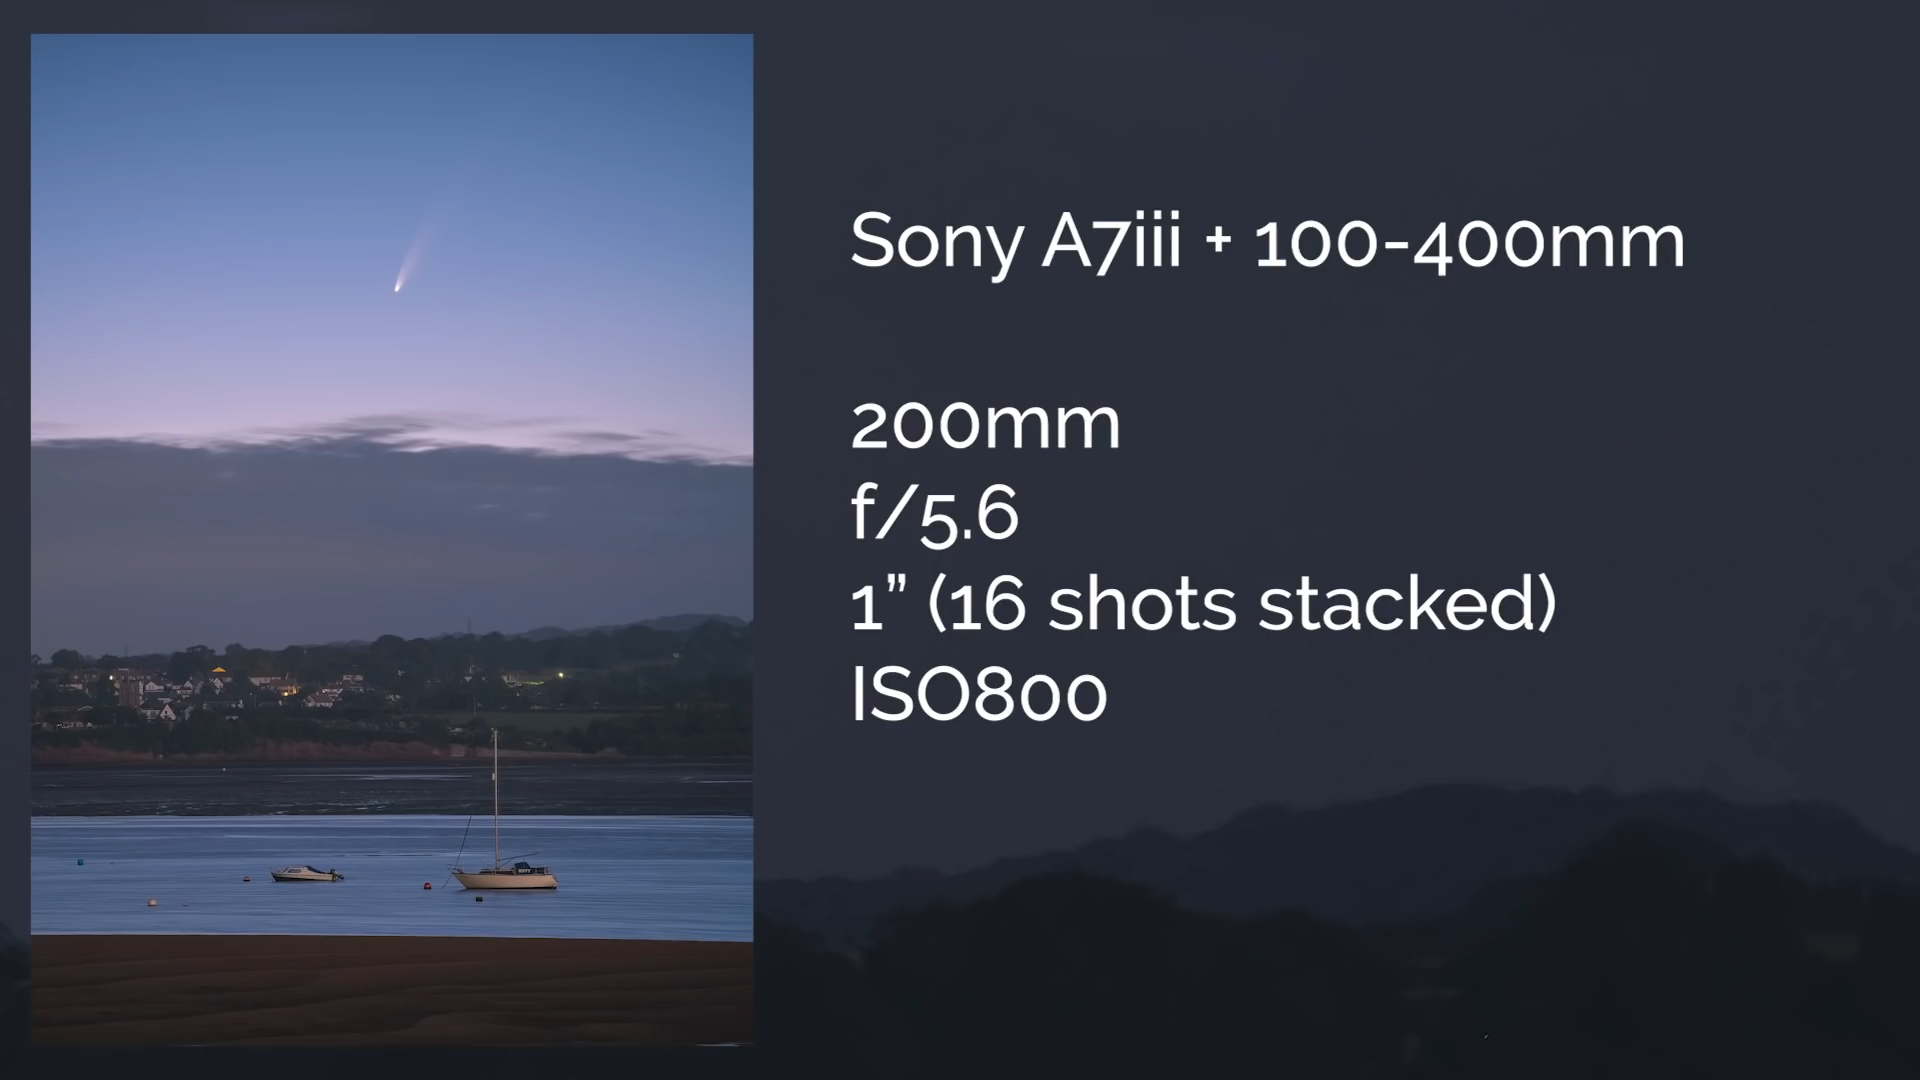 Sony A7iii + 100-400mm
200mm
f/5.6
1” (16 shots stacked)
ISO800